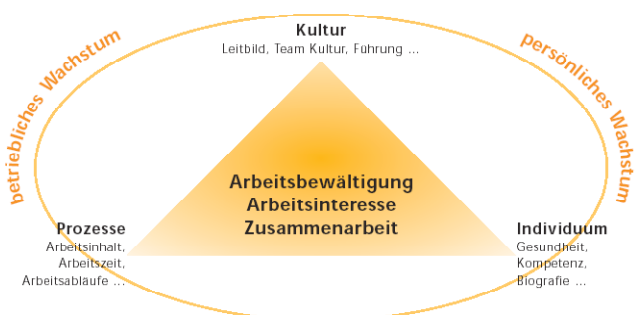 Kultur
Leitbild, Team Kultur, Führung ...
betriebliches Wachstum
persönliches Wachstum
Arbeitsbewältigung
Arbeitsinteresse
Zusammenarbeit
Prozesse
Arbeitsinhalt,
Arbeitszeit,
Arbeitsabläufe ...
Individuum
Gesundheit,
Kompetenz,
Biografie ...